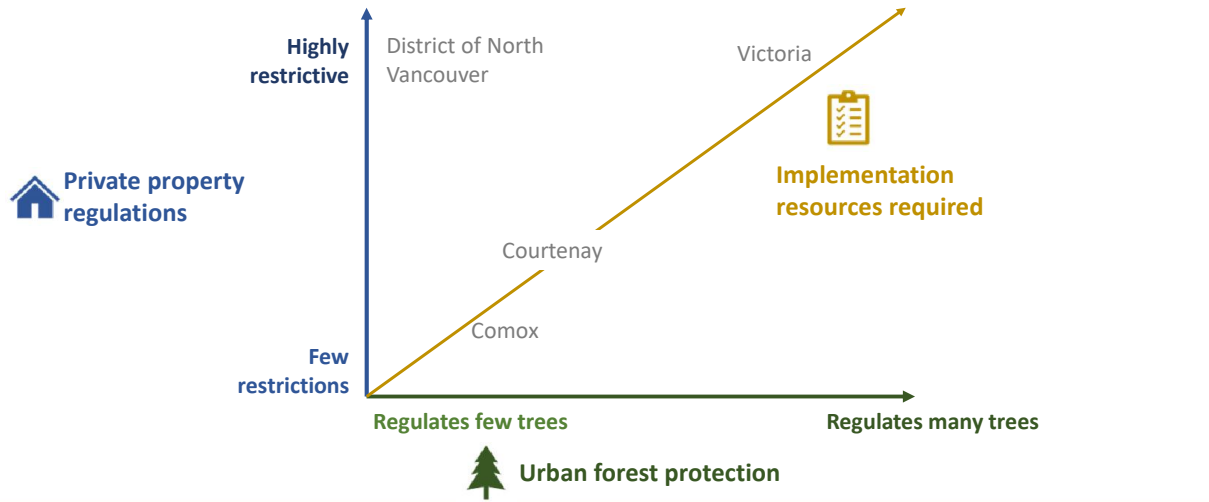 Highly
restrictive
District of North
Vancouver
Victoria
Private property
regulations
Implementation
resources required
Courtenay
Comox
Few
restrictions
Regulates few trees
Regulates many trees
Urban forest protection